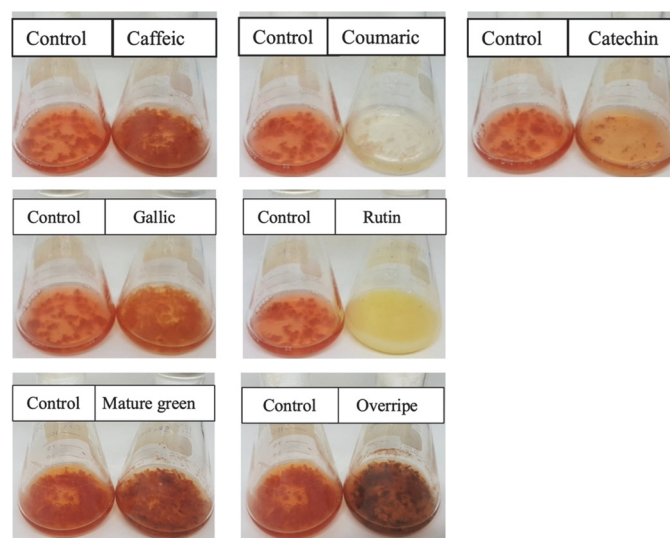 Control Caffeic
Control Coumaric
Control Catechin
Control Gallic
Control Rutin
Control Mature green
Control Overripe